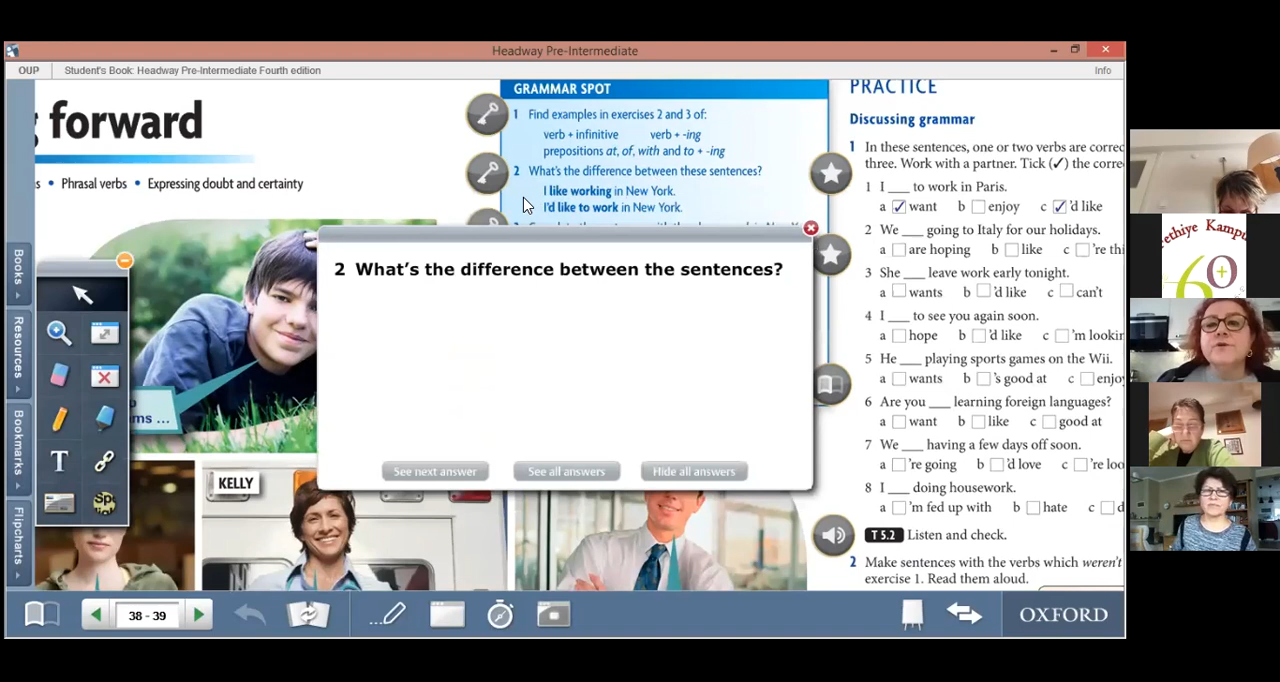 Headway Pre-Intermediate
OUP
Student's Book: Headway Pre-Intermediate Fourth edition
Info
forward
Phrasal verbs • Expressing doubt and certainty
Books
Resources
Bookmarks
Flipcharts
T
Sp
ms ...
KELLY
GRAMMAR SPOT
1 Find examples in exercises 2 and 3 of:
verb + infinitive verb + -ing
prepositions at, of, with and to + -ing
2 What's the difference between these sentences?
I like working in New York.
I'd like to work in New York.
2 What's the difference between the sentences?
See next answer
See all answers
Hide all answers
PRACTICE
Discussing grammar
1 In these sentences, one or two verbs are correc
three. Work with a partner. Tick (✓) the corre
1 I ___ to work in Paris.
a ✓ want b enjoy c ✓ 'd like
2 We ___ going to Italy for our holidays.
a are hoping b like c 're thi
3 She ___ leave work early tonight.
a wants b 'd like c can't
4 I ___ to see you again soon.
a hope b 'd like c 'm lookin
5 He ___ playing sports games on the Wii.
a wants b 's good at c enjoy
6 Are you ___ learning foreign languages?
a want b like c good at
7 We ___ having a few days off soon.
a 're going b 'd love c 're loo
8 I ___ doing housework.
a 'm fed up with b hate c d
T 5.2 Listen and check.
2 Make sentences with the verbs which weren't
exercise 1. Read them aloud.
38 - 39
OXFORD
ethiye Kampü
60+